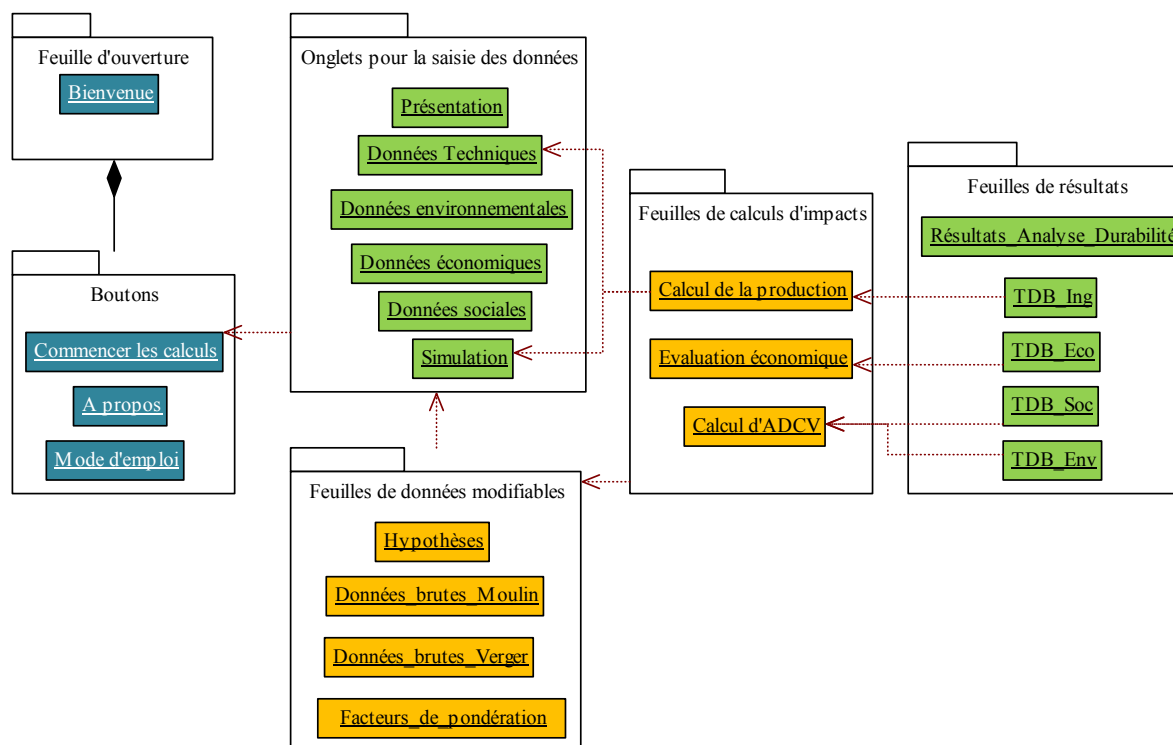 Feuille d'ouverture
Bienvenue
Boutons
Commencer les calculs
A propos
Mode d'emploi
Onglets pour la saisie des données
Présentation
Données Techniques
Données environnementales
Données économiques
Données sociales
Simulation
Feuilles de données modifiables
Hypothèses
Données_brutes_Moulin
Données_brutes_Verger
Facteurs_de_pondération
Feuilles de calculs d'impacts
Calcul de la production
Evaluation économique
Calcul d'ADCV
Feuilles de résultats
Résultats_Analyse_Durabilité
TDB_Ing
TDB_Eco
TDB_Soc
TDB_Env